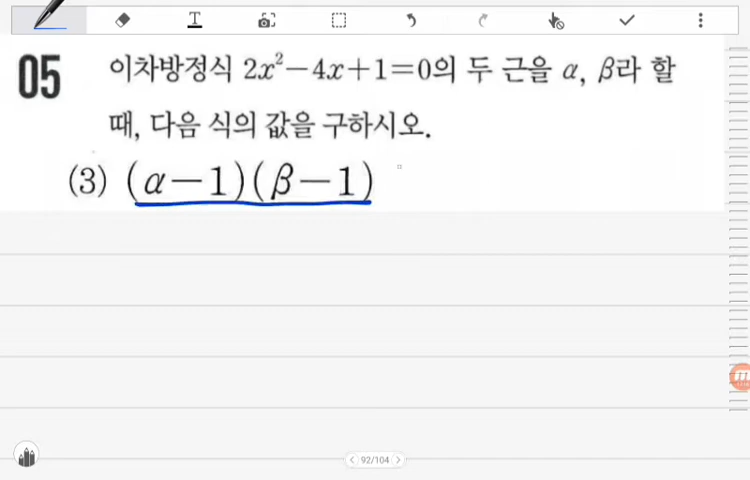 T
05 이차방정식 2x²−4x+1=0의 두 근을 α, β라 할
때, 다음 식의 값을 구하시오.
(3) (α−1)(β−1)
92/104